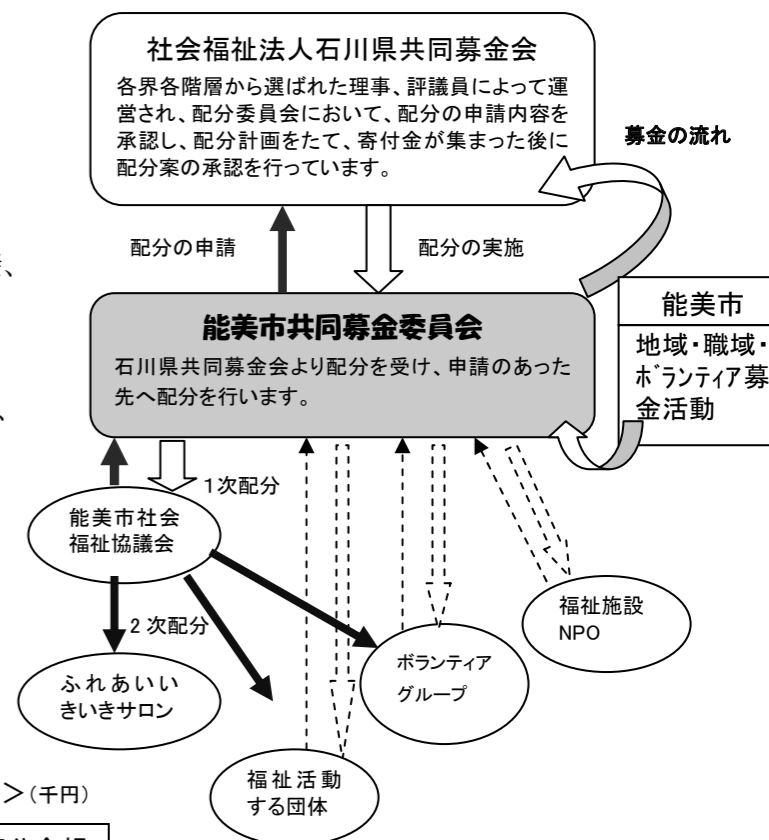 社会福祉法人石川県共同募金会
各界各階層から選ばれた理事、評議員によって運
営され、配分委員会において、配分の申請内容を
承認し、配分計画をたて、寄付金が集まった後に
配分案の承認を行っています。
募金の流れ
配分の申請
配分の実施
、
能美市共同募金委員会
石川県共同募金会より配分を受け、申請のあった
先へ配分を行います。
能美市
地域・職域・
ボランティア募
金活動
、
1次配分
能美市社会
福祉協議会
2次配分
福祉施設
NPO
ボランティア
グループ
ふれあいい
きいきサロン
福祉活動
する団体
＞(千円)